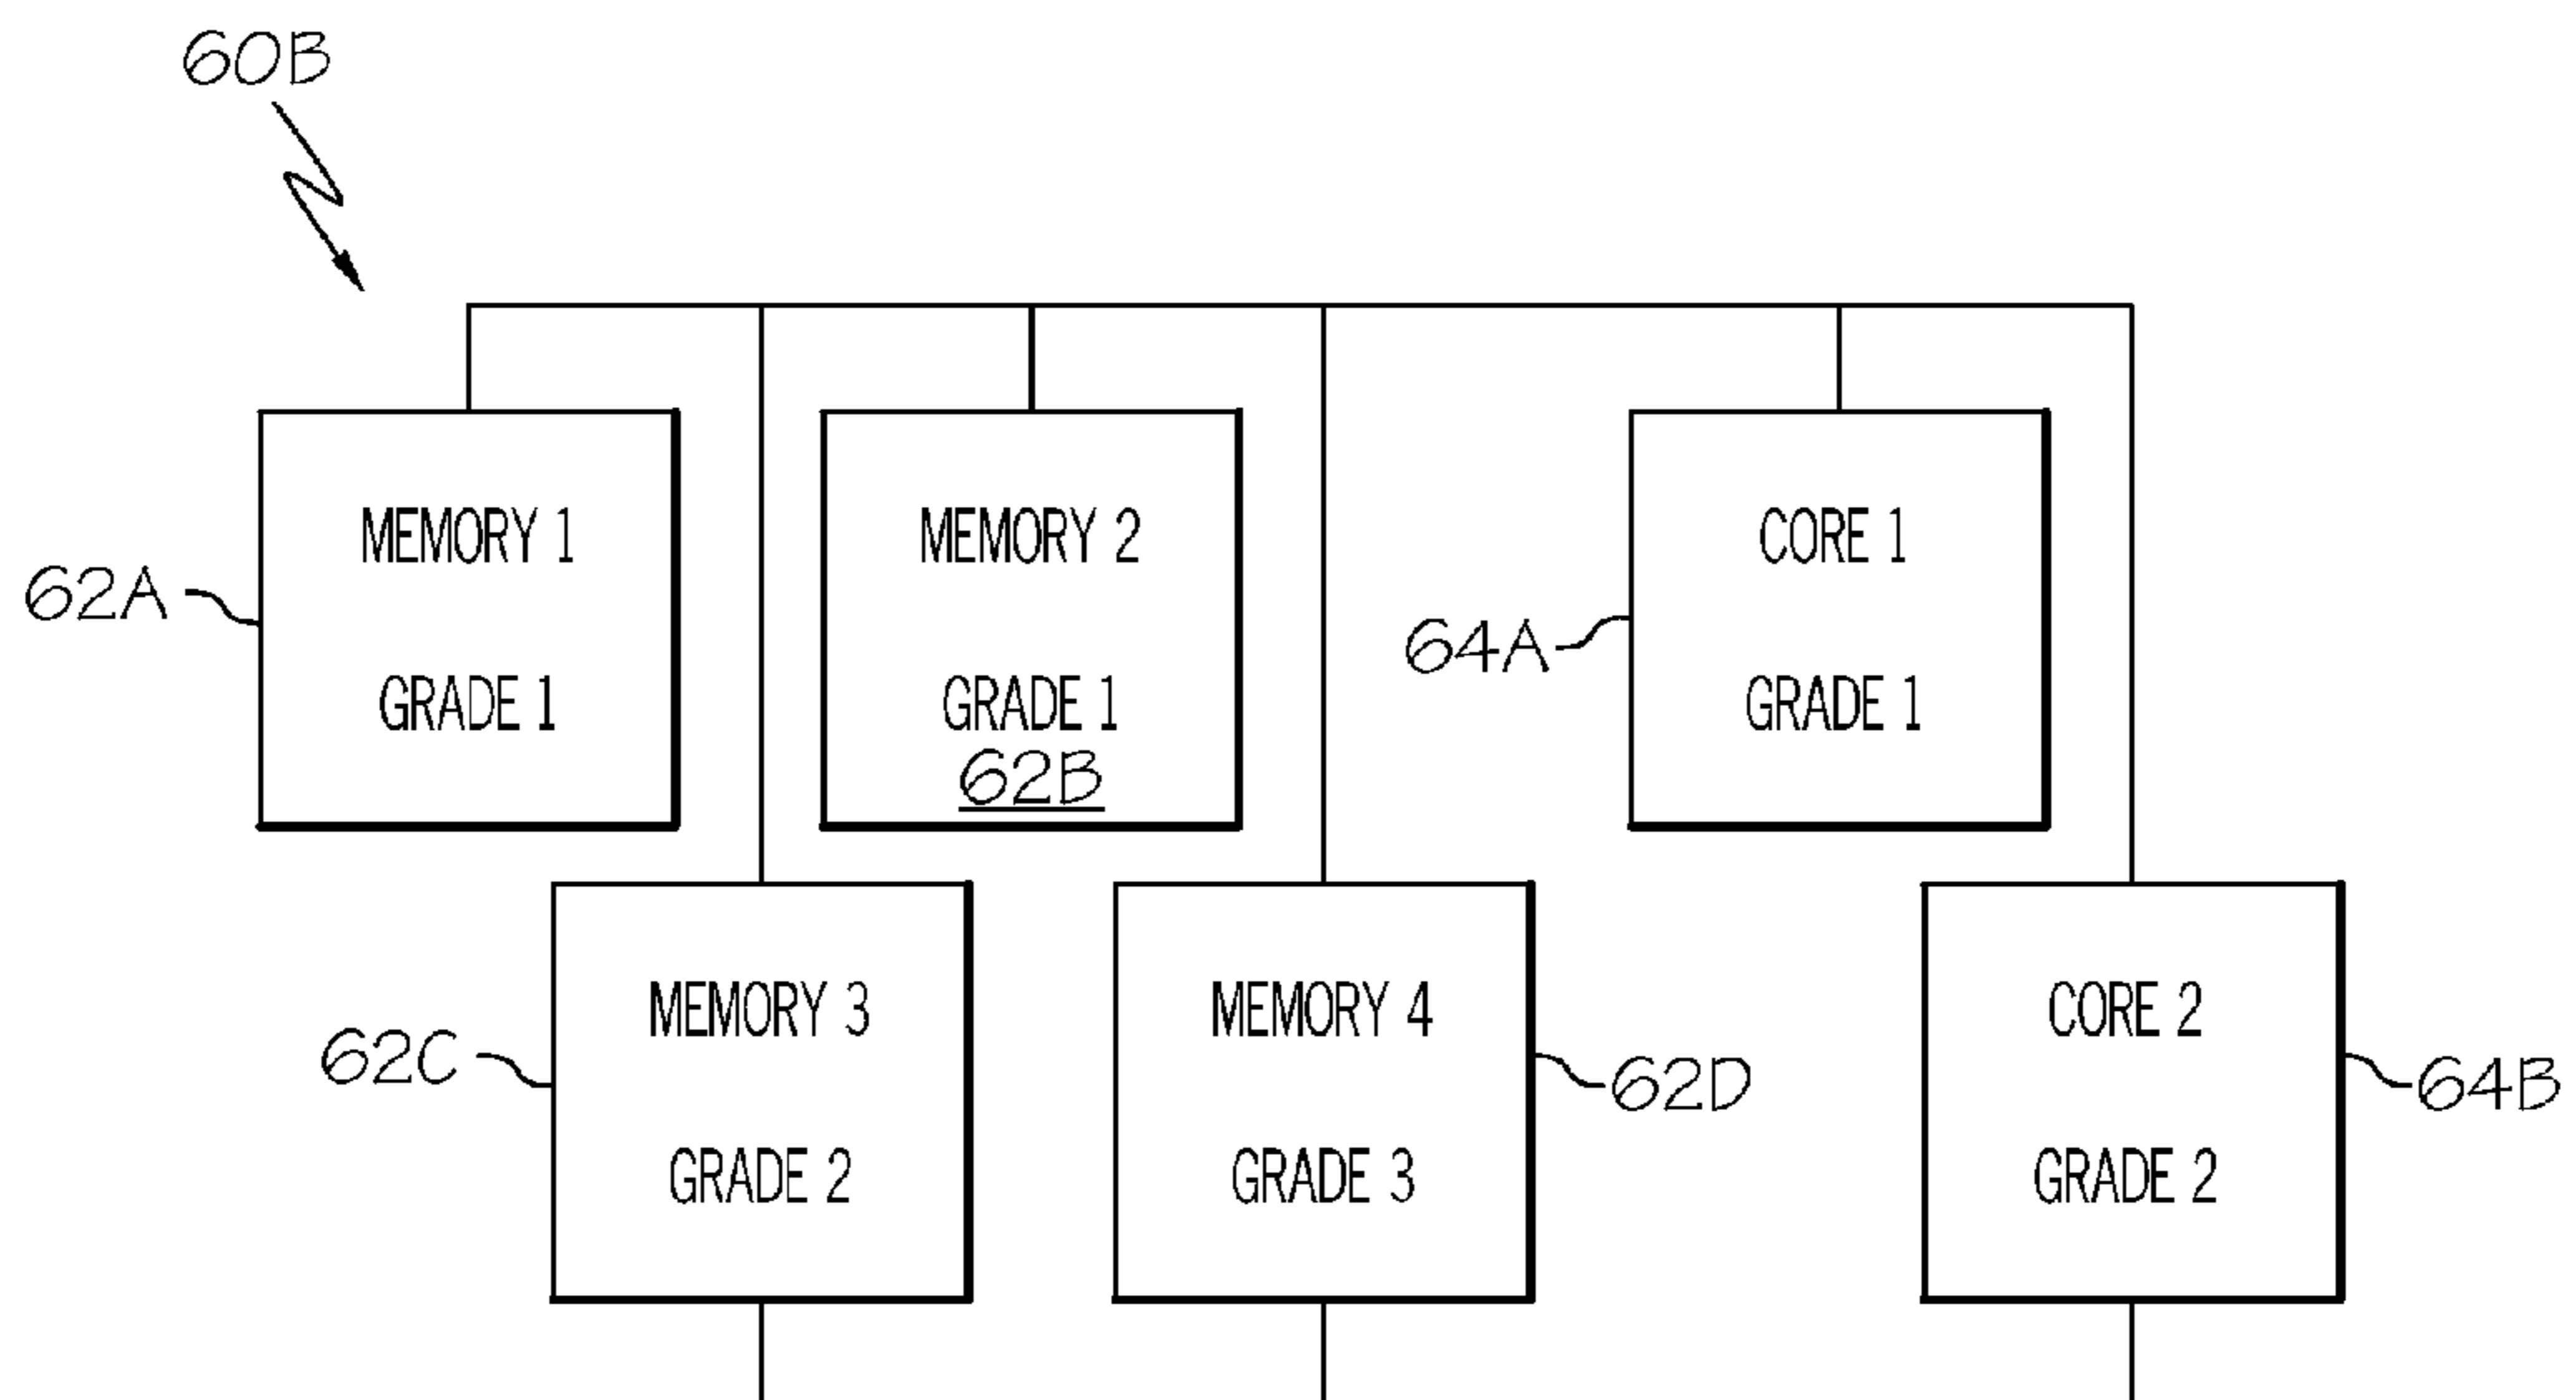 60B
MEMORY 1
GRADE 1
62A
MEMORY 2
GRADE 1
62B
CORE 1
GRADE 1
64A
MEMORY 3
GRADE 2
62C
MEMORY 4
GRADE 3
62D
CORE 2
GRADE 2
64B